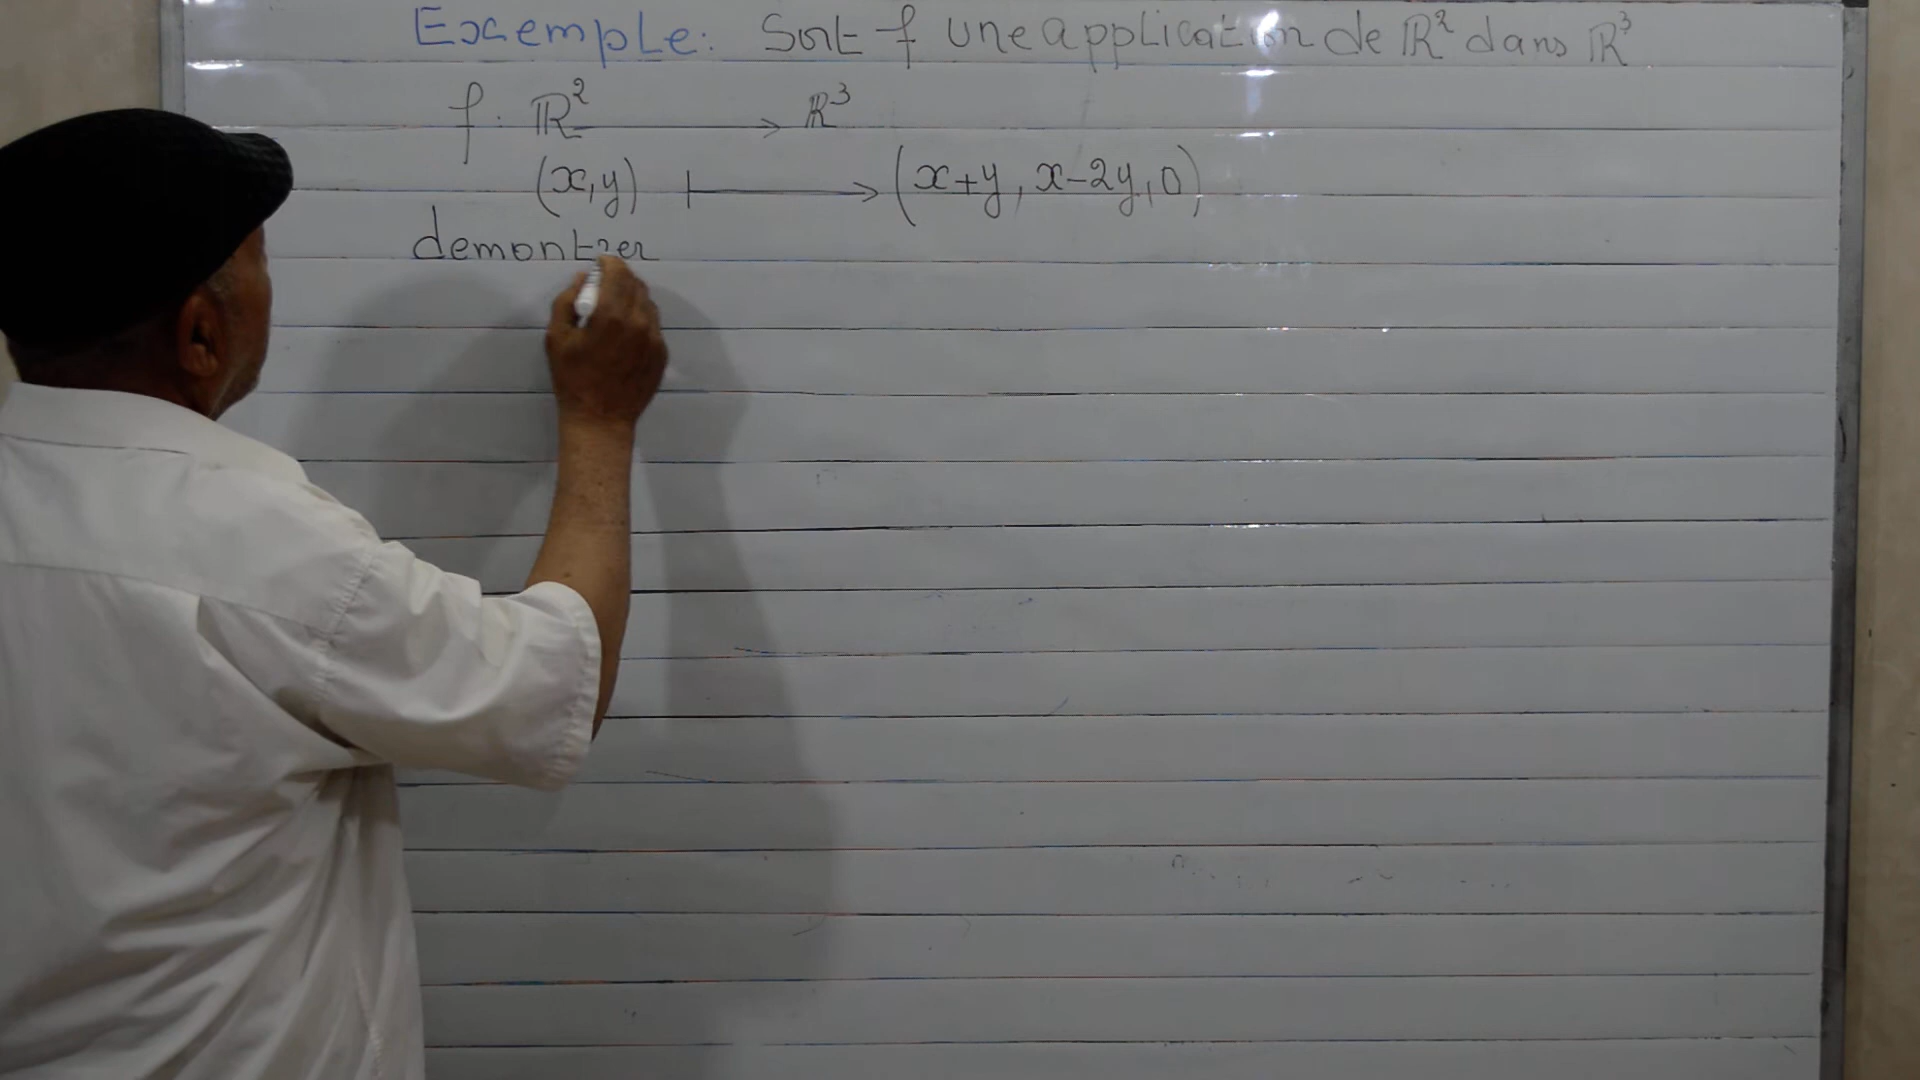 Exemple: Soit f une application de ℝ² dans ℝ³
f: ℝ² ⟶ ℝ³
(x,y) ⟼ (x+y, x-2y, 0)
demontrer